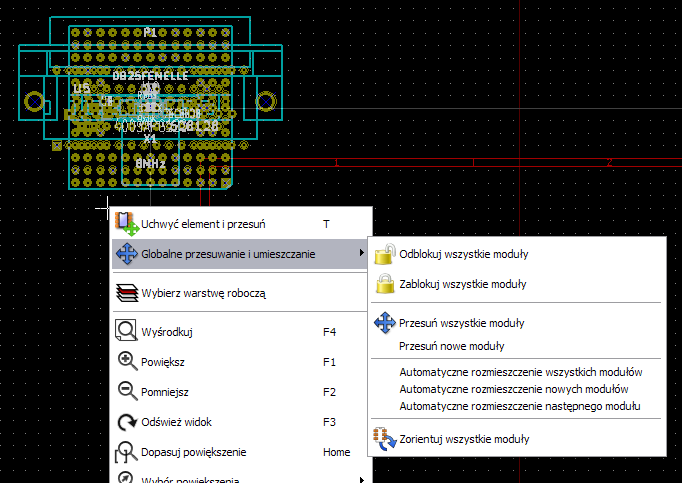 P1
DB25FEMELLE
U5
X1
8MHz
1
2
Uchwyć element i przesuń T
Globalne przesuwanie i umieszczanie
Wybierz warstwę roboczą
Wyśrodkuj F4
Powiększ F1
Pomniejsz F2
Odśwież widok F3
Dopasuj powiększenie Home
Wybór powiększenia
Odblokuj wszystkie moduły
Zablokuj wszystkie moduły
Przesuń wszystkie moduły
Przesuń nowe moduły
Automatyczne rozmieszczenie wszystkich modułów
Automatyczne rozmieszczenie nowych modułów
Automatyczne rozmieszczenie następnego modułu
Zorientuj wszystkie moduły